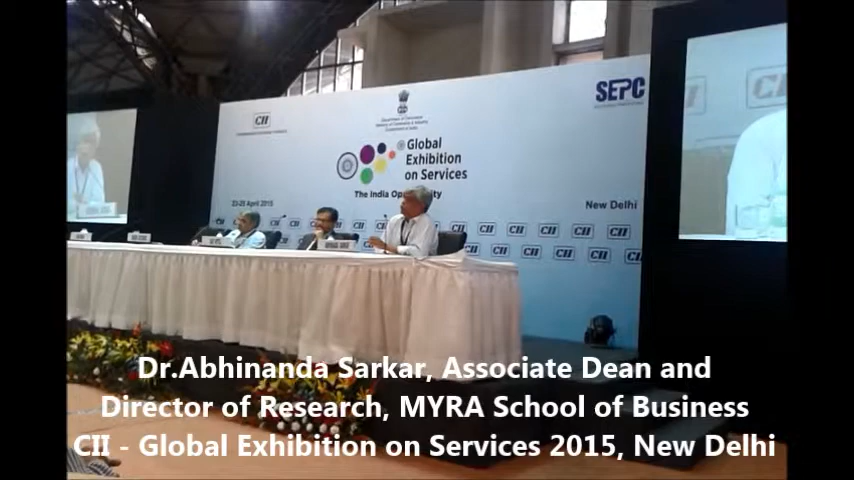 CII
SEPC
Global
Exhibition
on Services
The India Opportunity
23-25 April 2015
New Delhi
Dr.Abhinanda Sarkar, Associate Dean and
Director of Research, MYRA School of Business
CII - Global Exhibition on Services 2015, New Delhi